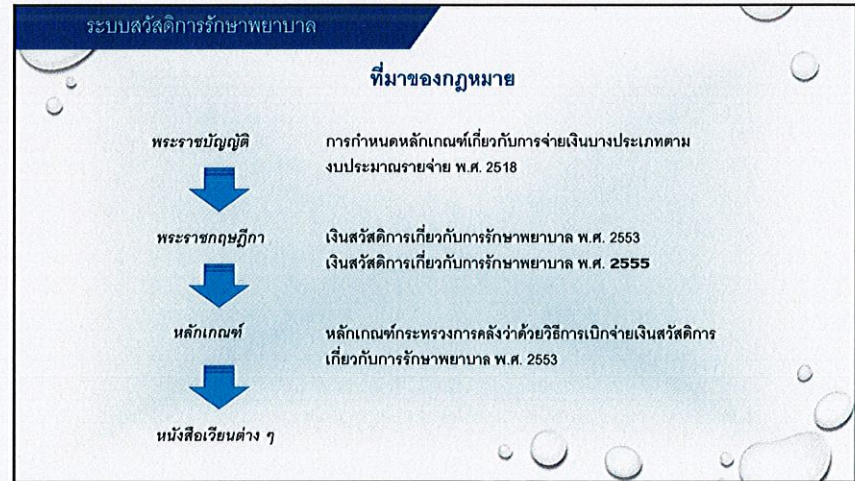 ระบบสวัสดิการรักษาพยาบาล
ที่มาของกฎหมาย
พระราชบัญญัติ
การกำหนดหลักเกณฑ์เกี่ยวกับการจ่ายเงินบางประเภทตาม
งบประมาณรายจ่าย พ.ศ. 2518
พระราชกฤษฎีกา
เงินสวัสดิการเกี่ยวกับการรักษาพยาบาล พ.ศ. 2553
เงินสวัสดิการเกี่ยวกับการรักษาพยาบาล พ.ศ. 2555
หลักเกณฑ์
หลักเกณฑ์กระทรวงการคลังว่าด้วยวิธีการเบิกจ่ายเงินสวัสดิการ
เกี่ยวกับการรักษาพยาบาล พ.ศ. 2553
หนังสือเวียนต่าง ๆ